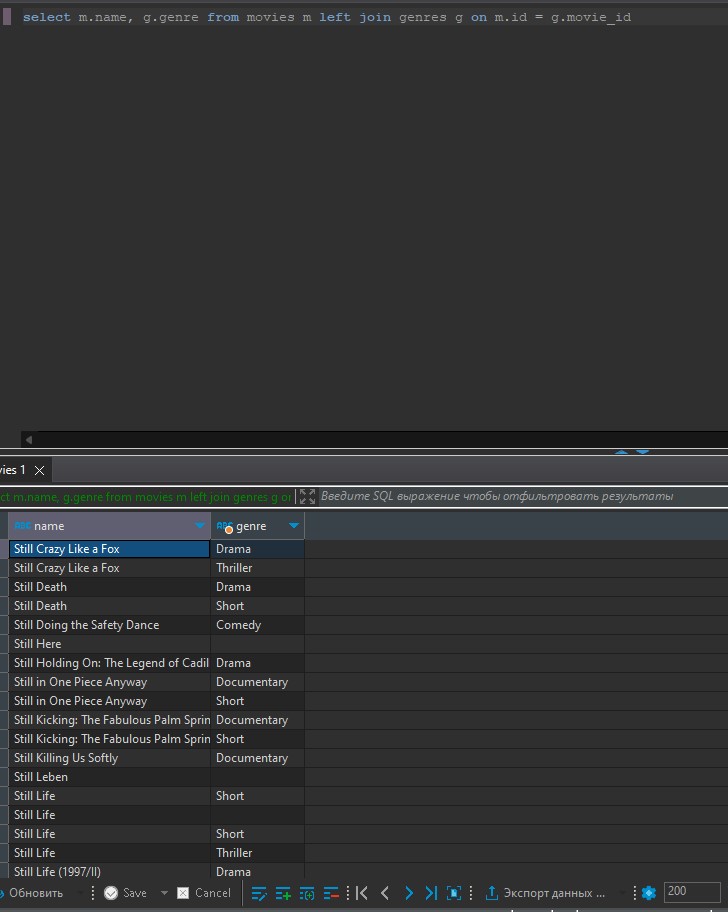 select m.name, g.genre from movies m left join genres g on m.id = g.movie_id
vies 1
ct m.name, g.genre from movies m left join genres g or Введите SQL выражение чтобы отфильтровать результаты
ABC name ABC genre
Still Crazy Like a Fox Drama
Still Crazy Like a Fox Thriller
Still Death Drama
Still Death Short
Still Doing the Safety Dance Comedy
Still Here
Still Holding On: The Legend of Cadil Drama
Still in One Piece Anyway Documentary
Still in One Piece Anyway Short
Still Kicking: The Fabulous Palm Sprin Documentary
Still Kicking: The Fabulous Palm Sprin Short
Still Killing Us Softly Documentary
Still Leben
Still Life Short
Still Life
Still Life Short
Still Life Thriller
Still Life (1997/II) Drama
Обновить Save Cancel Экспорт данных ... 200